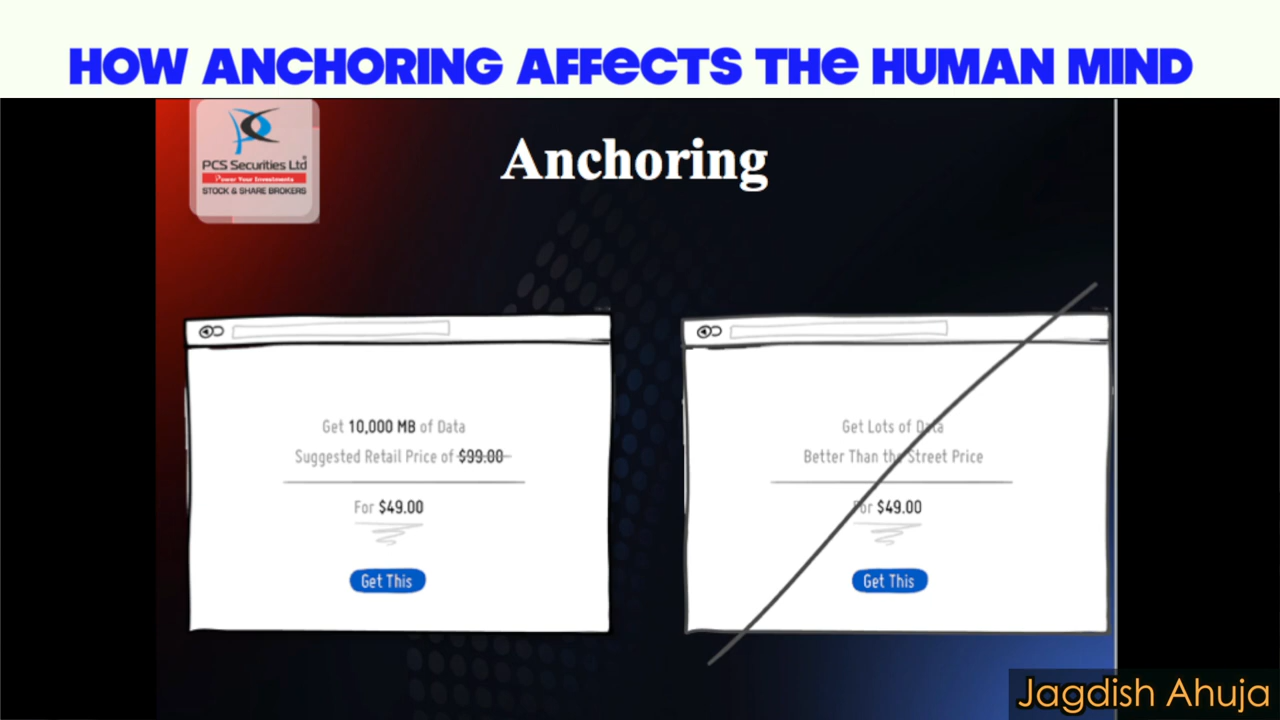 HOW ANCHORING AFFeCTS THe HUMAN MIND
PCS Securities Ltd
Power Your Investments
STOCK & SHARE BROKERS
Anchoring
Get 10,000 MB of Data
Suggested Retail Price of $99.00
For $49.00
Get This
Get Lots of Data
Better Than the Street Price
For $49.00
Get This
Jagdish Ahuja